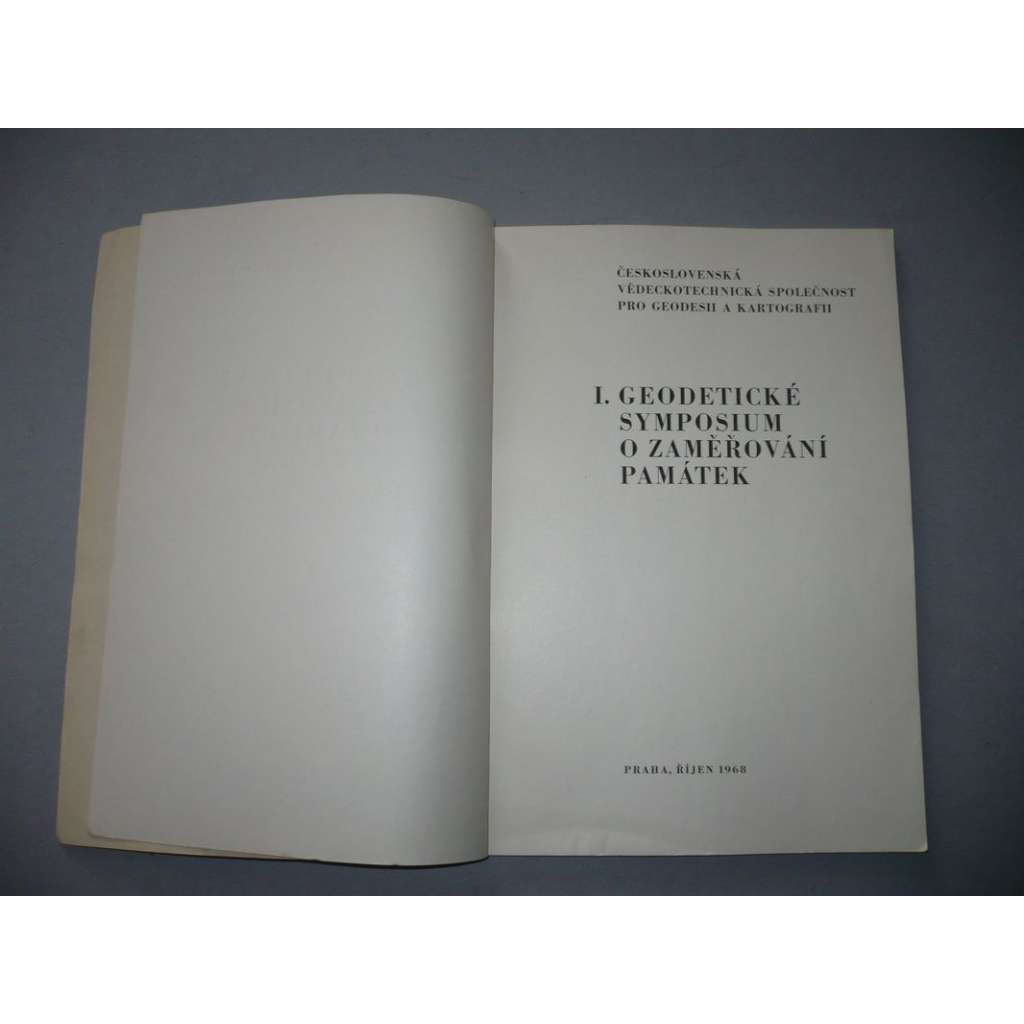 ČESKOSLOVENSKÁ
VĚDECKOTECHNICKÁ SPOLEČNOST
PRO GEODESII A KARTOGRAFII
I. GEODETICKÉ
SYMPOSIUM
O ZAMĚŘOVÁNÍ
PAMÁTEK
PRAHA, ŘÍJEN 1968